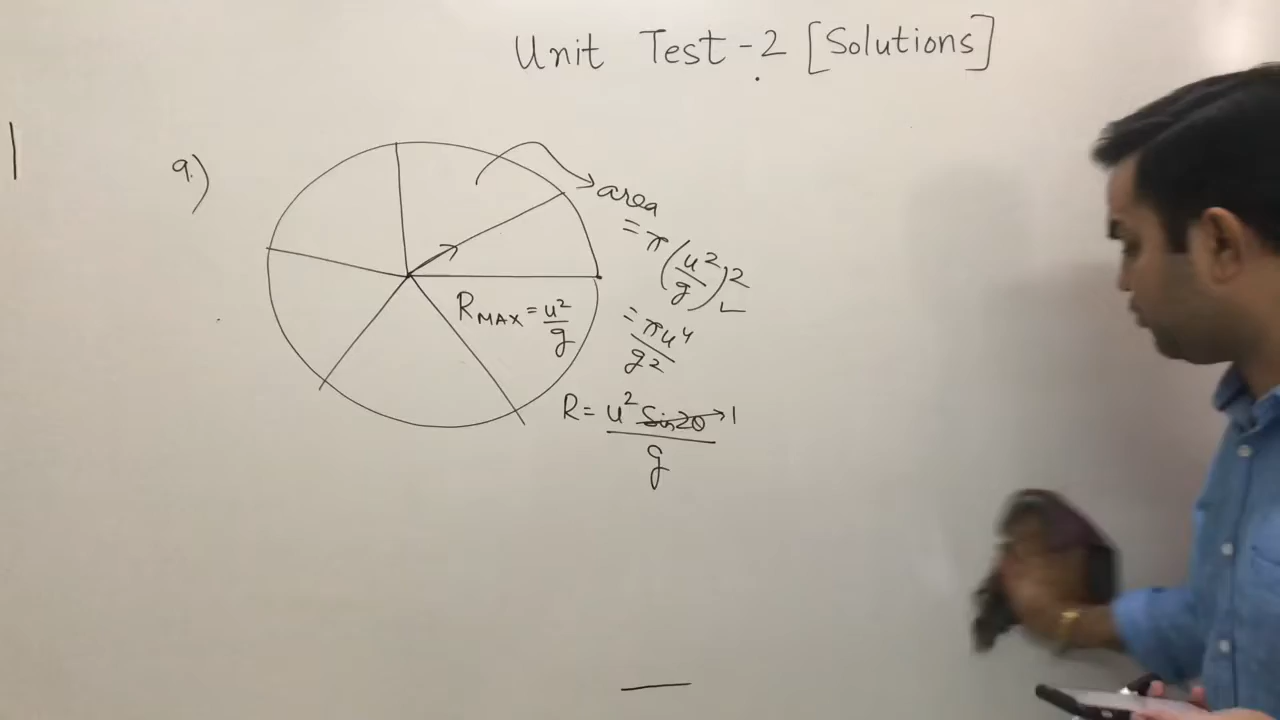 Unit Test - 2 [Solutions]
9.)
area
= π(u²/g)²
R_MAX = u²/g
= πu⁴/g²
R = u² sin2θ/g → 1